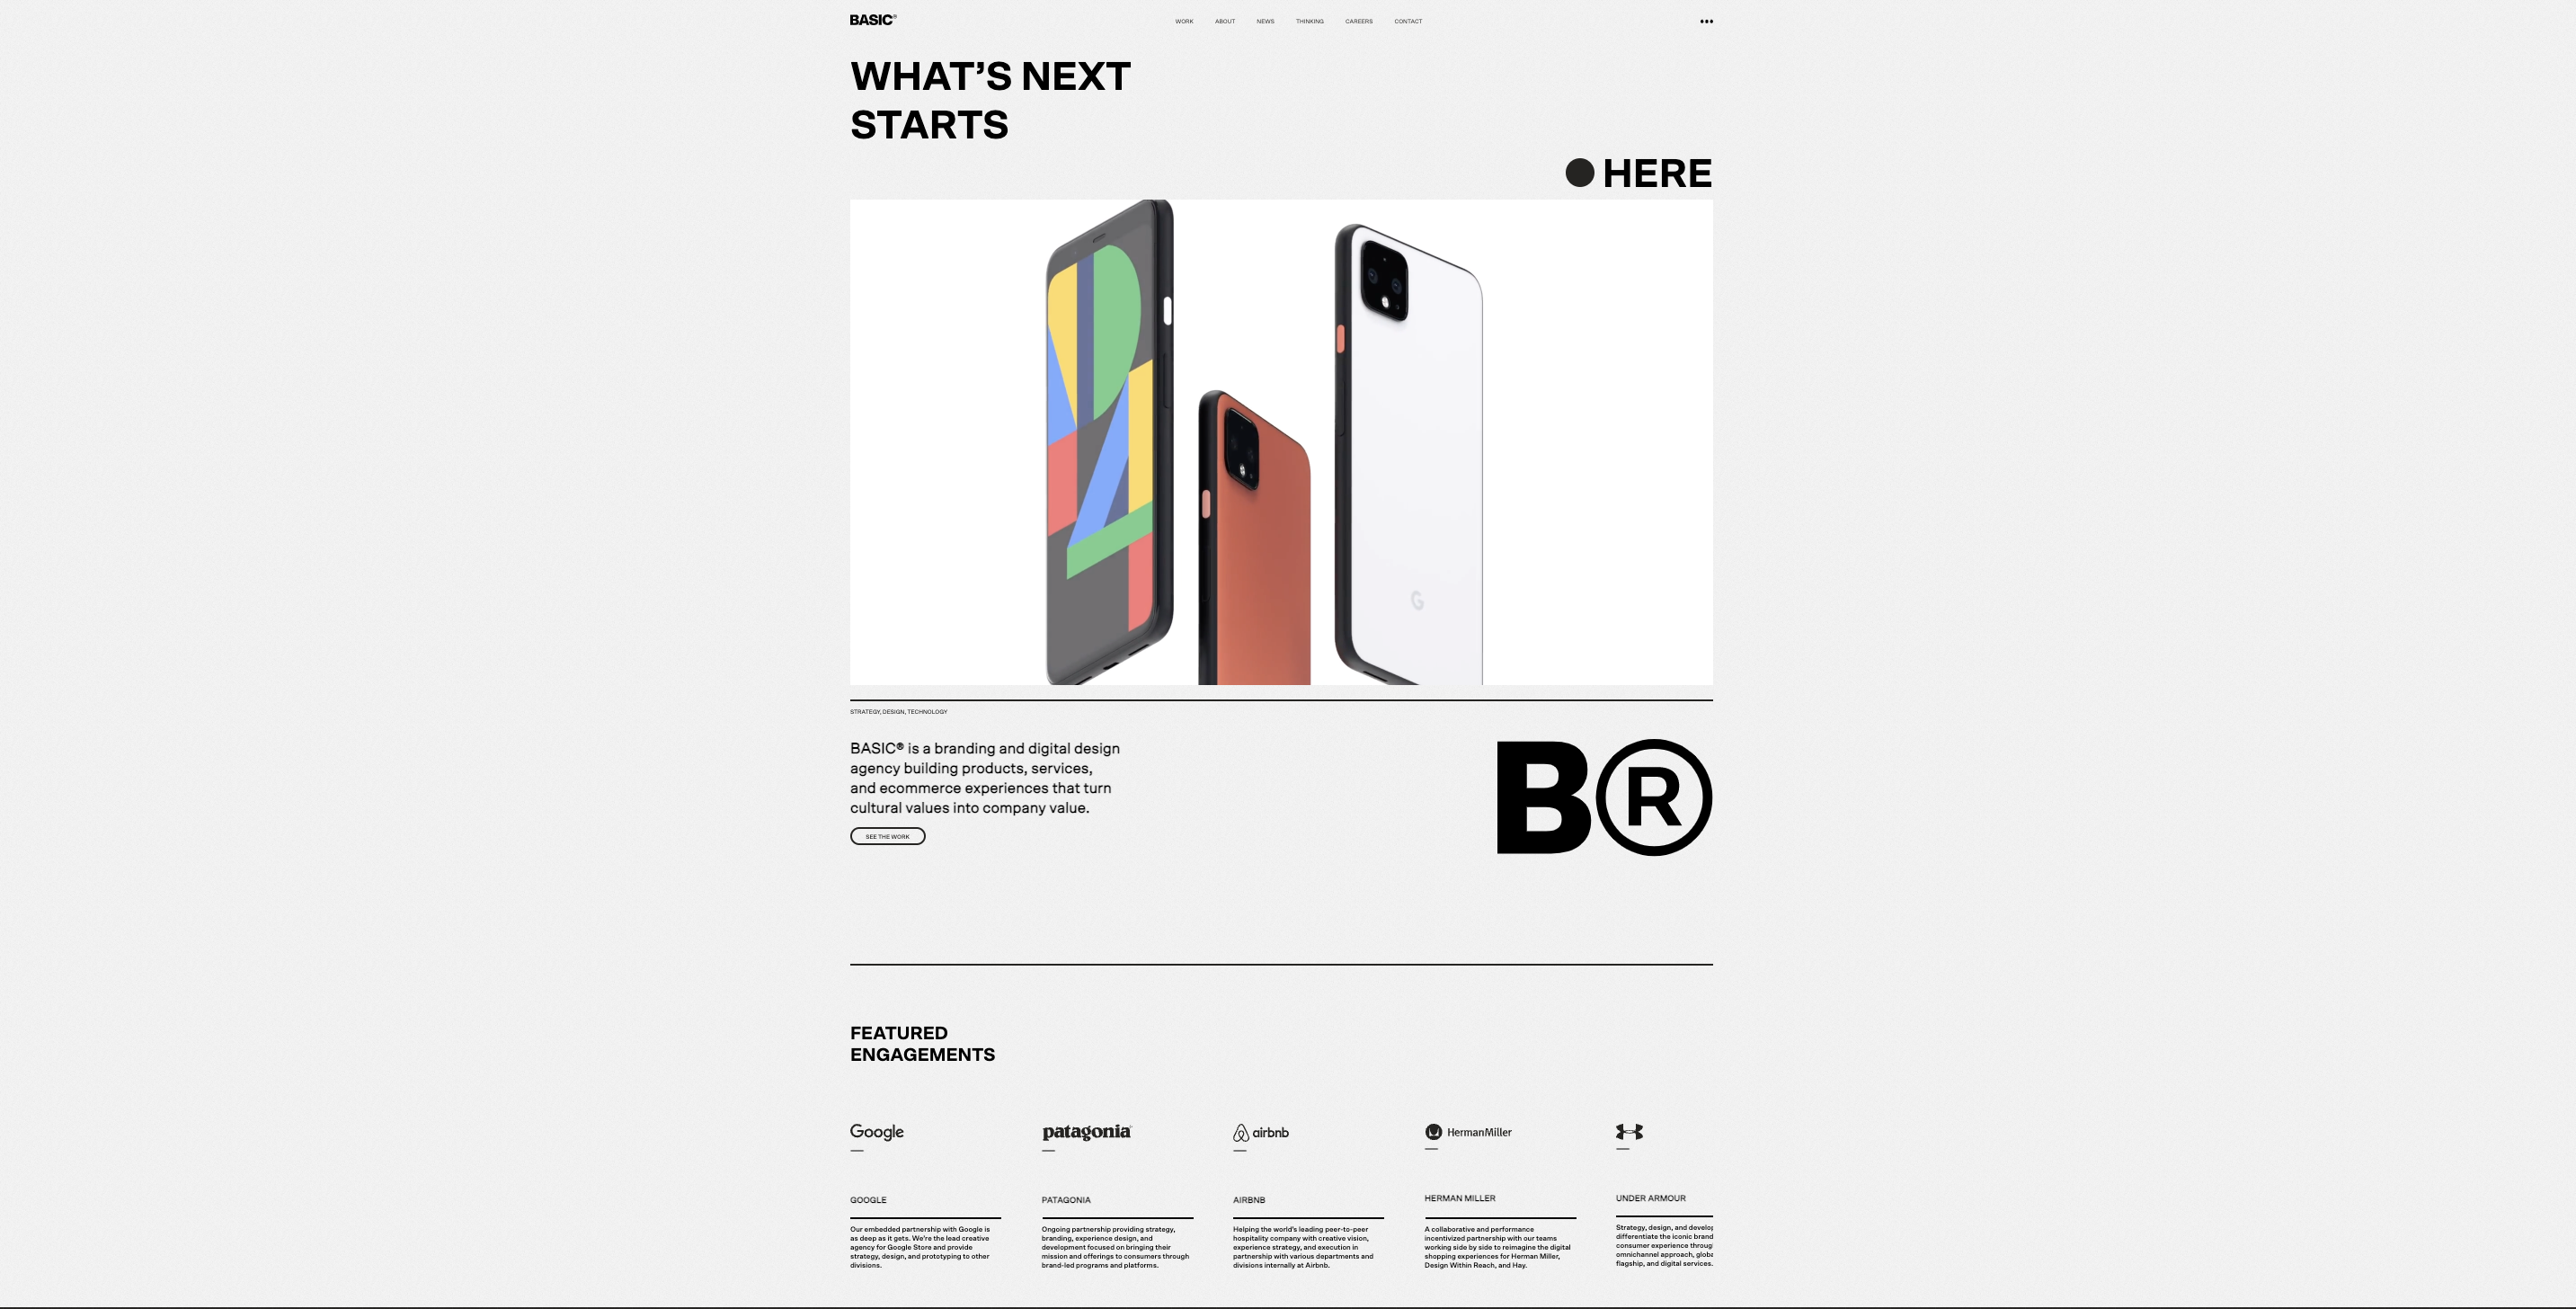 BASIC®
WORK ABOUT NEWS THINKING CAREERS CONTACT
WHAT’S NEXT
STARTS
HERE
G
STRATEGY, DESIGN, TECHNOLOGY
BASIC® is a branding and digital design
agency building products, services,
and ecommerce experiences that turn
cultural values into company value.
SEE THE WORK
B®
FEATURED
ENGAGEMENTS
Google
patagonia
airbnb
HermanMiller
GOOGLE
Our embedded partnership with Google is
as deep as it gets. We’re the lead creative
agency for Google Store and provide
strategy, design, and prototyping to other
divisions.
PATAGONIA
Ongoing partnership providing strategy,
branding, experience design, and
development focused on bringing their
mission and offerings to consumers through
brand-led programs and platforms.
AIRBNB
Helping the world’s leading peer-to-peer
hospitality company with creative vision,
experience strategy, and execution in
partnership with various departments and
divisions internally at Airbnb.
HERMAN MILLER
A collaborative and performance
incentivized partnership with our teams
working side by side to reimagine the digital
shopping experiences for Herman Miller,
Design Within Reach, and Hay.
UNDER ARMOUR
Strategy, design, and
differentiate the iconic brand
consumer experience
omnichannel approach,
flagship, and digital services.